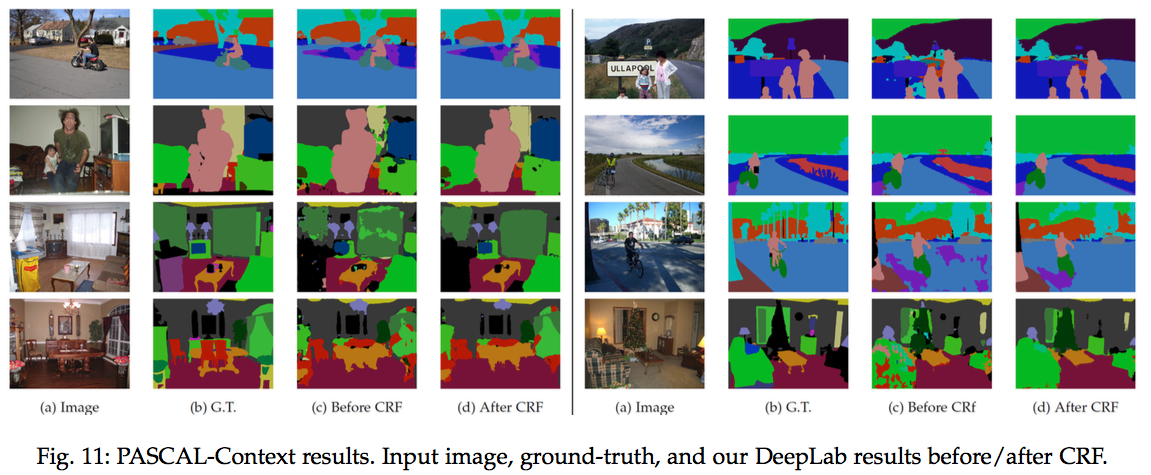 ULLAPOOL
(a) Image (b) G.T. (c) Before CRF (d) After CRF (a) Image (b) G.T. (c) Before CRf (d) After CRF
Fig. 11: PASCAL-Context results. Input image, ground-truth, and our DeepLab results before/after CRF.